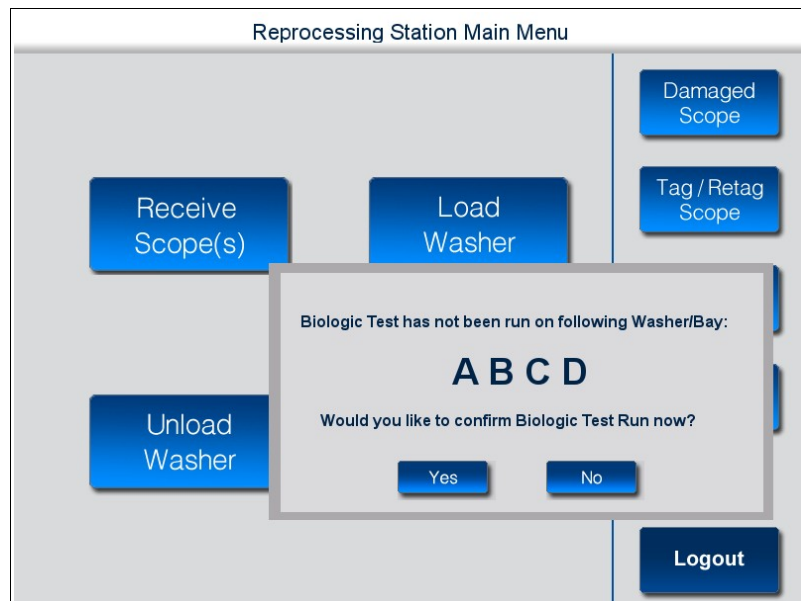 Reprocessing Station Main Menu
Damaged
Scope
Receive
Scope(s)
Load
Washer
Tag / Retag
Scope
Biologic Test has not been run on following Washer/Bay:
A B C D
Would you like to confirm Biologic Test Run now?
Yes
No
Unload
Washer
Logout